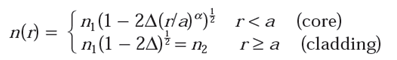 n(r) = { n₁(1 − 2Δ(r/a)^α)^½ r < a (core)
n₁(1 − 2Δ)^½ = n₂ r ≥ a (cladding)